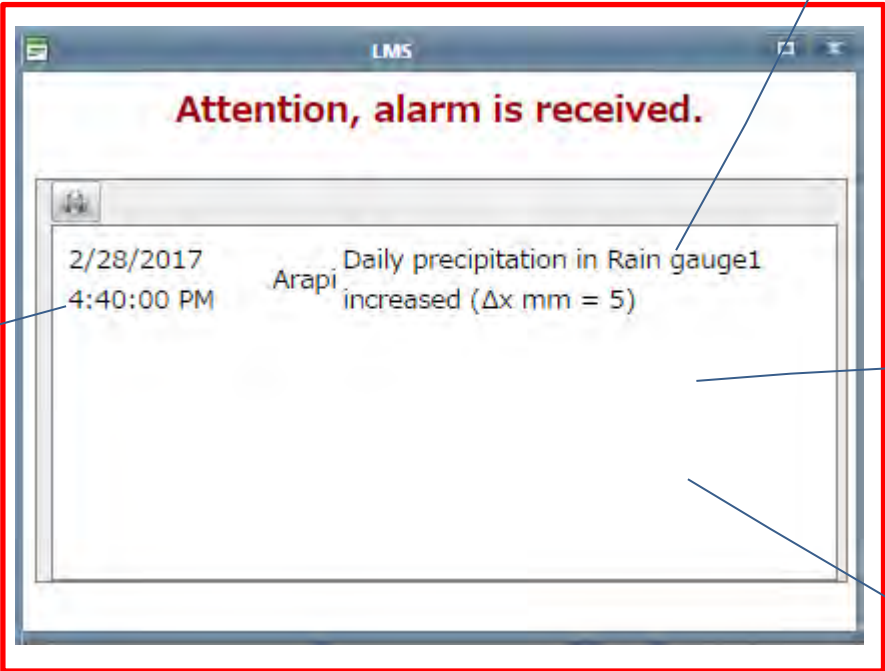 LMS
Attention, alarm is received.
2/28/2017
4:40:00 PM
Arapi
Daily precipitation in Rain gauge1
increased (Δx mm = 5)